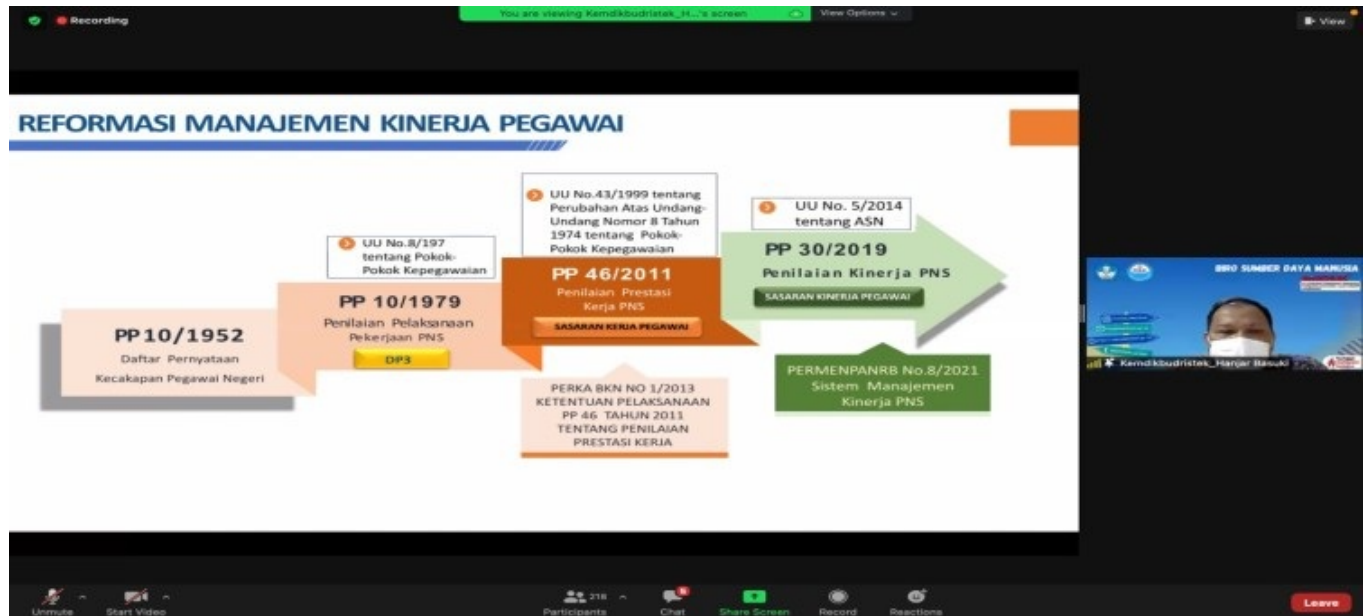 Recording
You are viewing Kemdikbudristek_H...'s screen
View Options
View
REFORMASI MANAJEMEN KINERJA PEGAWAI
PP 10/1952
Daftar Pernyataan
Kecakapan Pegawai Negeri
UU No.8/197
tentang Pokok-
Pokok Kepegawaian
PP 10/1979
Penilaian Pelaksanaan
Pekerjaan PNS
DP3
UU No.43/1999 tentang
Perubahan Atas Undang-
Undang Nomor 8 Tahun
1974 tentang Pokok-
Pokok Kepegawaian
PP 46/2011
Penilaian Prestasi
Kerja PNS
SASARAN KERJA PEGAWAI
PERKA BKN NO 1/2013
KETENTUAN PELAKSANAAN
PP 46 TAHUN 2011
TENTANG PENILAIAN
PRESTASI KERJA
UU No. 5/2014
tentang ASN
PP 30/2019
Penilaian Kinerja PNS
SASARAN KINERJA PEGAWAI
PERMENPANRB No.8/2021
Sistem Manajemen
Kinerja PNS
BIRO SUMBER DAYA MANUSIA
Kemdikbudristek_Hanjar Basuki
Unmute
Start Video
218
Participants
Chat
Share Screen
Record
Reactions
Leave